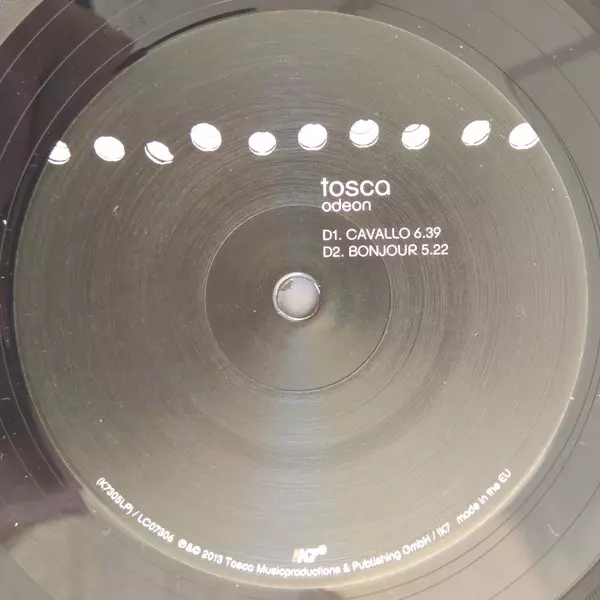 tosca
odeon
D1. CAVALLO 6.39
D2. BONJOUR 5.22
!K7®
(K7305LP) / LC07306 ℗&© 2013 Tosca Musicproductions & Publishing GmbH / !K7 made in the EU